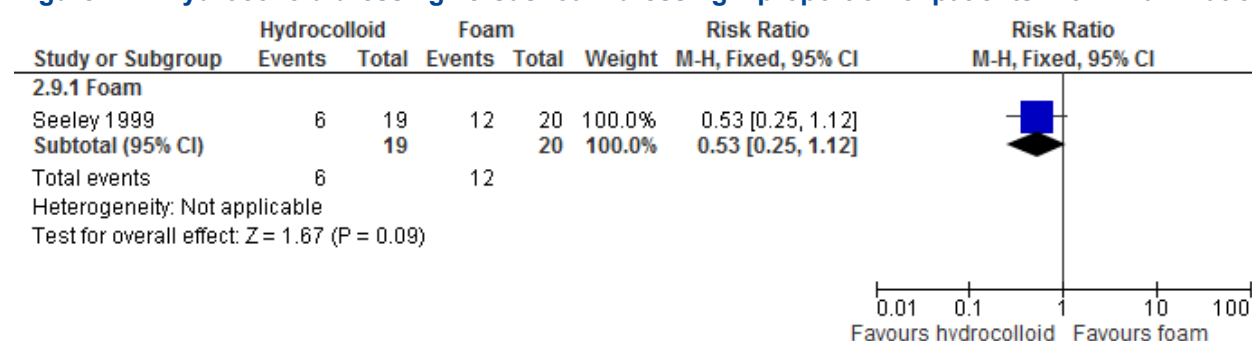 Hydrocolloid Foam Risk Ratio Risk Ratio
Study or Subgroup Events Total Events Total Weight M-H, Fixed, 95% CI M-H, Fixed, 95% CI
2.9.1 Foam
Seeley 1999 6 19 12 20 100.0% 0.53 [0.25, 1.12]
Subtotal (95% CI) 19 20 100.0% 0.53 [0.25, 1.12]
Total events 6 12
Heterogeneity: Not applicable
Test for overall effect: Z = 1.67 (P = 0.09)
0.01 0.1 1 10 100
Favours hydrocolloid Favours foam